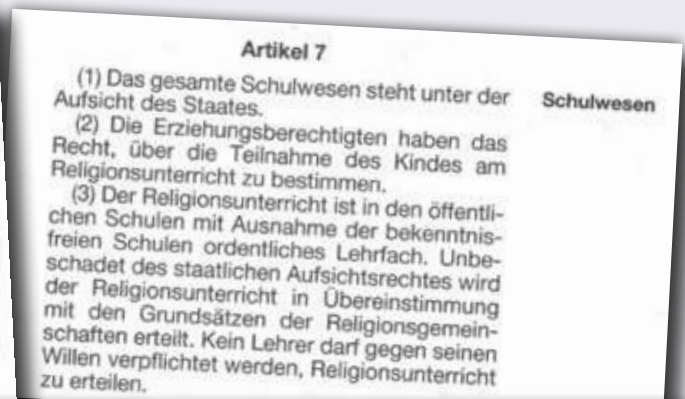 Artikel 7
(1) Das gesamte Schulwesen steht unter der
Aufsicht des Staates.
Schulwesen
(2) Die Erziehungsberechtigten haben das
Recht, über die Teilnahme des Kindes am
Religionsunterricht zu bestimmen.
(3) Der Religionsunterricht ist in den öffentli-
chen Schulen mit Ausnahme der bekenntnis-
freien Schulen ordentliches Lehrfach. Unbe-
schadet des staatlichen Aufsichtsrechtes wird
der Religionsunterricht in Übereinstimmung
mit den Grundsätzen der Religionsgemein-
schaften erteilt. Kein Lehrer darf gegen seinen
Willen verpflichtet werden, Religionsunterricht
zu erteilen.